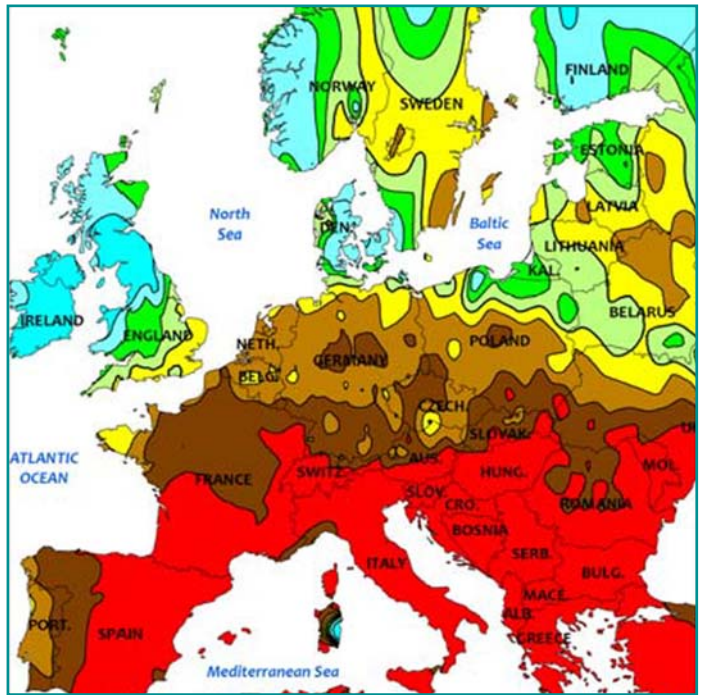 FINLAND
NORWAY
SWEDEN
ESTONIA
North
Sea
LATVIA
DEN.
Baltic
Sea
LITHUANIA
KAL.
BELARUS
IRELAND
ENGLAND
NETH.
POLAND
GERMANY
BELG.
CZECH.
SLOVAK.
U
ATLANTIC
OCEAN
FRANCE
SWITZ.
AUS.
HUNG.
MOL.
SLOV.
CRO.
ROMANIA
BOSNIA
ITALY
SERB.
BULG.
MACE.
ALB.
PORT.
SPAIN
GREECE
Mediterranean Sea